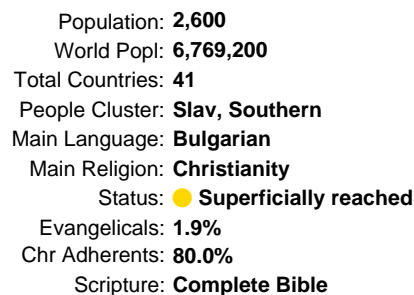 Population: 2,600
World Popl: 6,769,200
Total Countries: 41
People Cluster: Slav, Southern
Main Language: Bulgarian
Main Religion: Christianity
Status: Superficially reached
Evangelicals: 1.9%
Chr Adherents: 80.0%
Scripture: Complete Bible